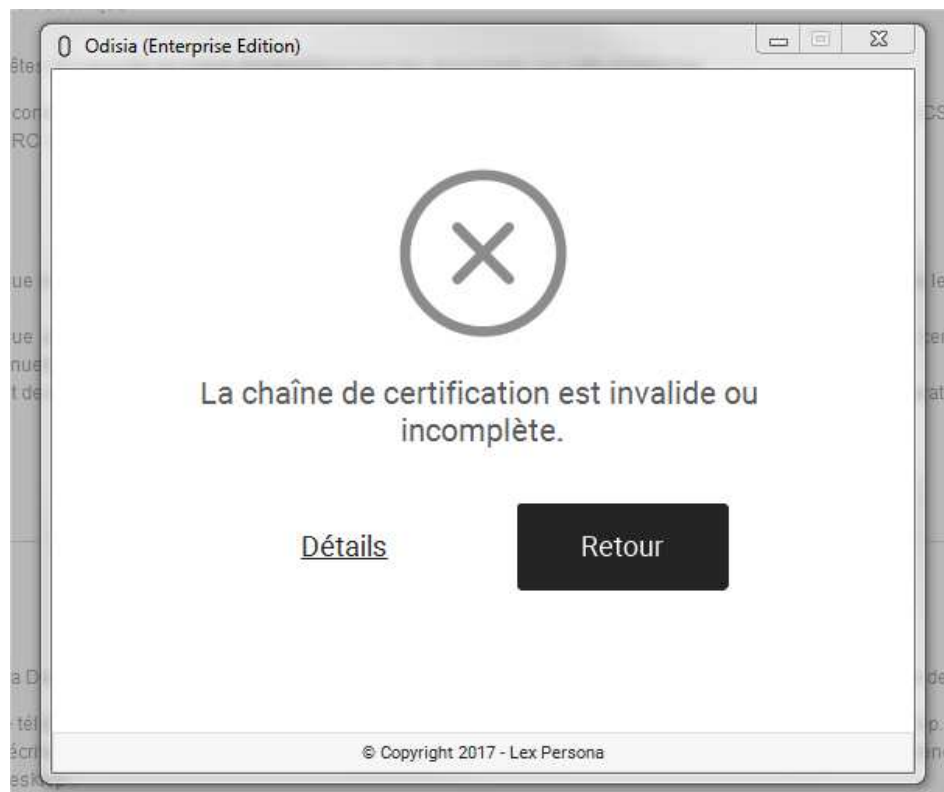 Odisia (Enterprise Edition)
La chaîne de certification est invalide ou
incomplète.
Détails
Retour
© Copyright 2017 - Lex Persona